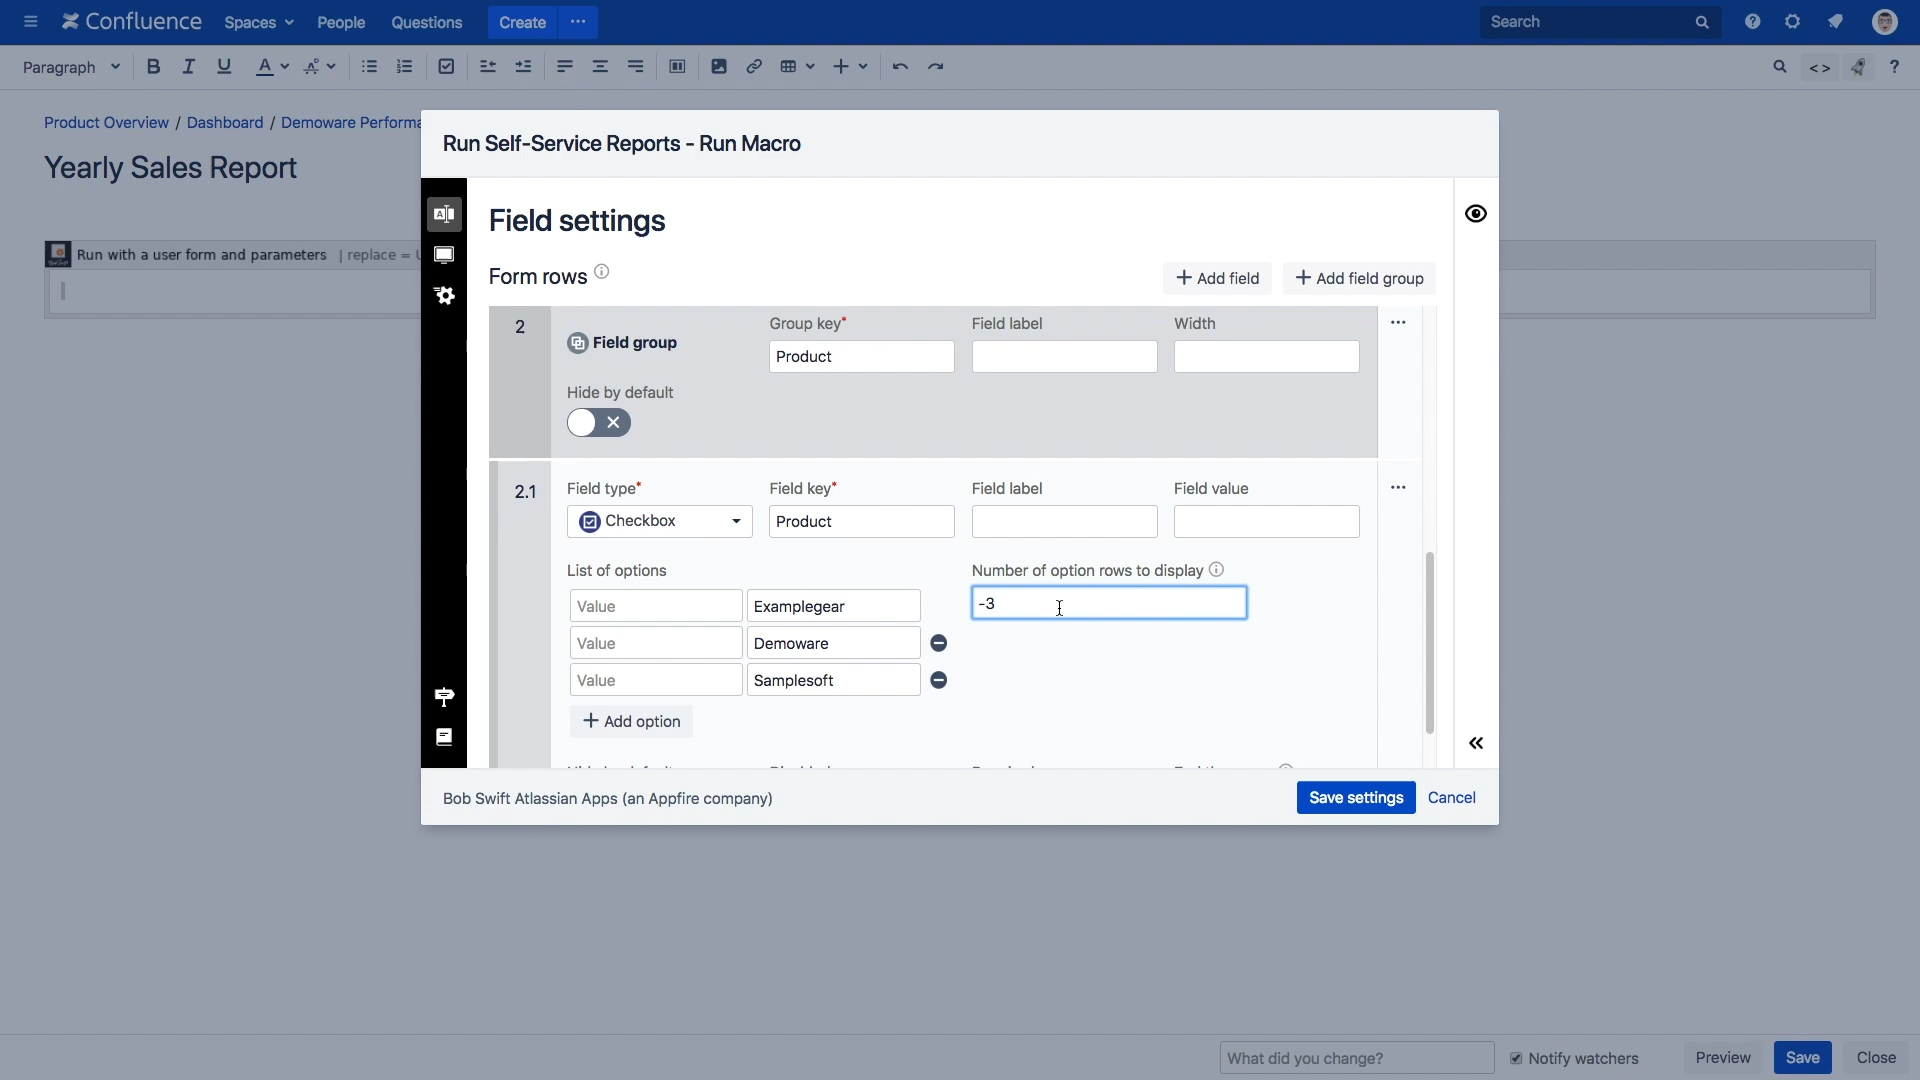 Confluence Spaces People Questions Create ··· Search
Paragraph B I U A
Product Overview / Dashboard / Demoware Performa
Yearly Sales Report
Run with a user form and parameters | replace = U
Run Self-Service Reports - Run Macro
Field settings
Form rows + Add field + Add field group
2 Field group Group key* Field label Width
Product
Hide by default
2.1 Field type* Field key* Field label Field value
Checkbox Product
List of options Number of option rows to display
Value Examplegear -3
Value Demoware
Value Samplesoft
+ Add option
Bob Swift Atlassian Apps (an Appfire company) Save settings Cancel
What did you change? Notify watchers Preview Save Close